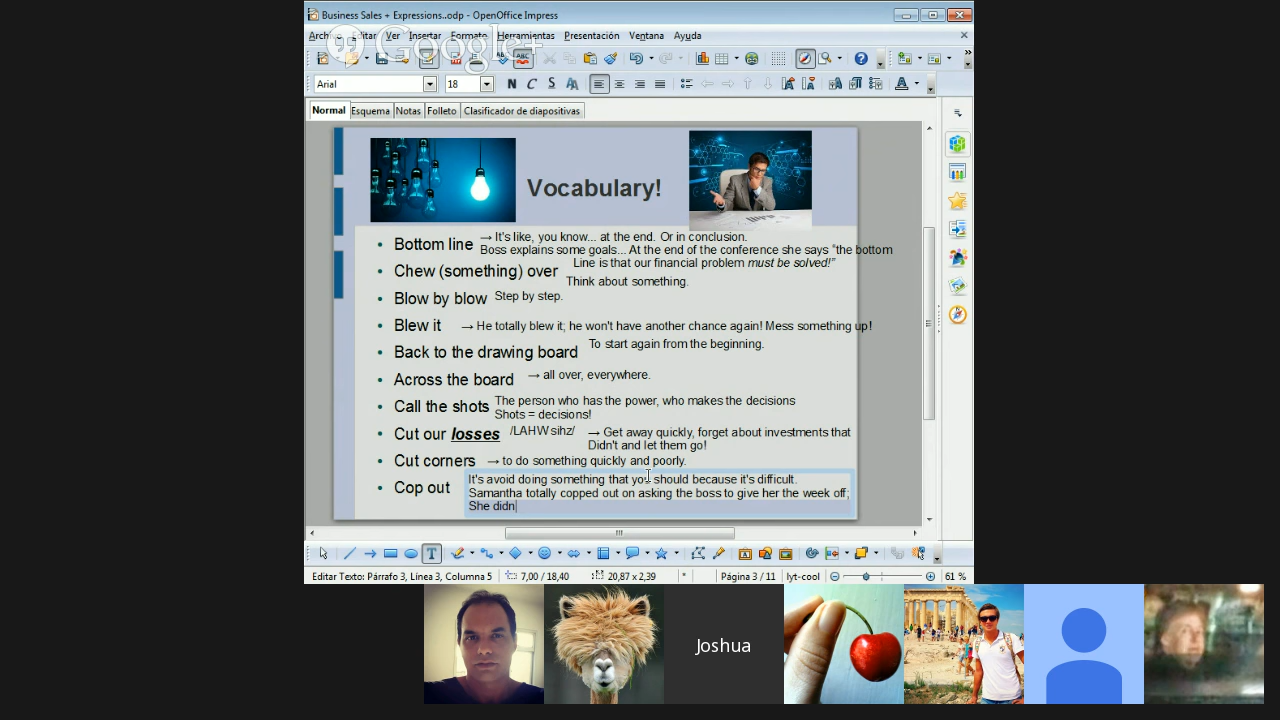 Business Sales + Expressions..odp - OpenOffice Impress
Archivo Editar Ver Insertar Formato Herramientas Presentación Ventana Ayuda
Google+
Arial 18 N C S
Normal Esquema Notas Folleto Clasificador de diapositivas
Vocabulary!
• Bottom line → It's like, you know... at the end. Or in conclusion.
Boss explains some goals... At the end of the conference she says “the bottom
Line is that our financial problem must be solved!”
• Chew (something) over Think about something.
• Blow by blow Step by step.
• Blew it → He totally blew it; he won't have another chance again! Mess something up!
• Back to the drawing board To start again from the beginning.
• Across the board → all over, everywhere.
• Call the shots The person who has the power, who makes the decisions
Shots = decisions!
• Cut our losses /LAHW sihz/ → Get away quickly, forget about investments that
Didn't and let them go!
• Cut corners → to do something quickly and poorly.
• Cop out It's avoid doing something that you should because it's difficult.
Samantha totally copped out on asking the boss to give her the week off;
She didn
Editar Texto: Párrafo 3, Línea 3, Columna 5 7,00 / 18,40 20,87 x 2,39 * Página 3 / 11 lyt-cool 61 %
Joshua